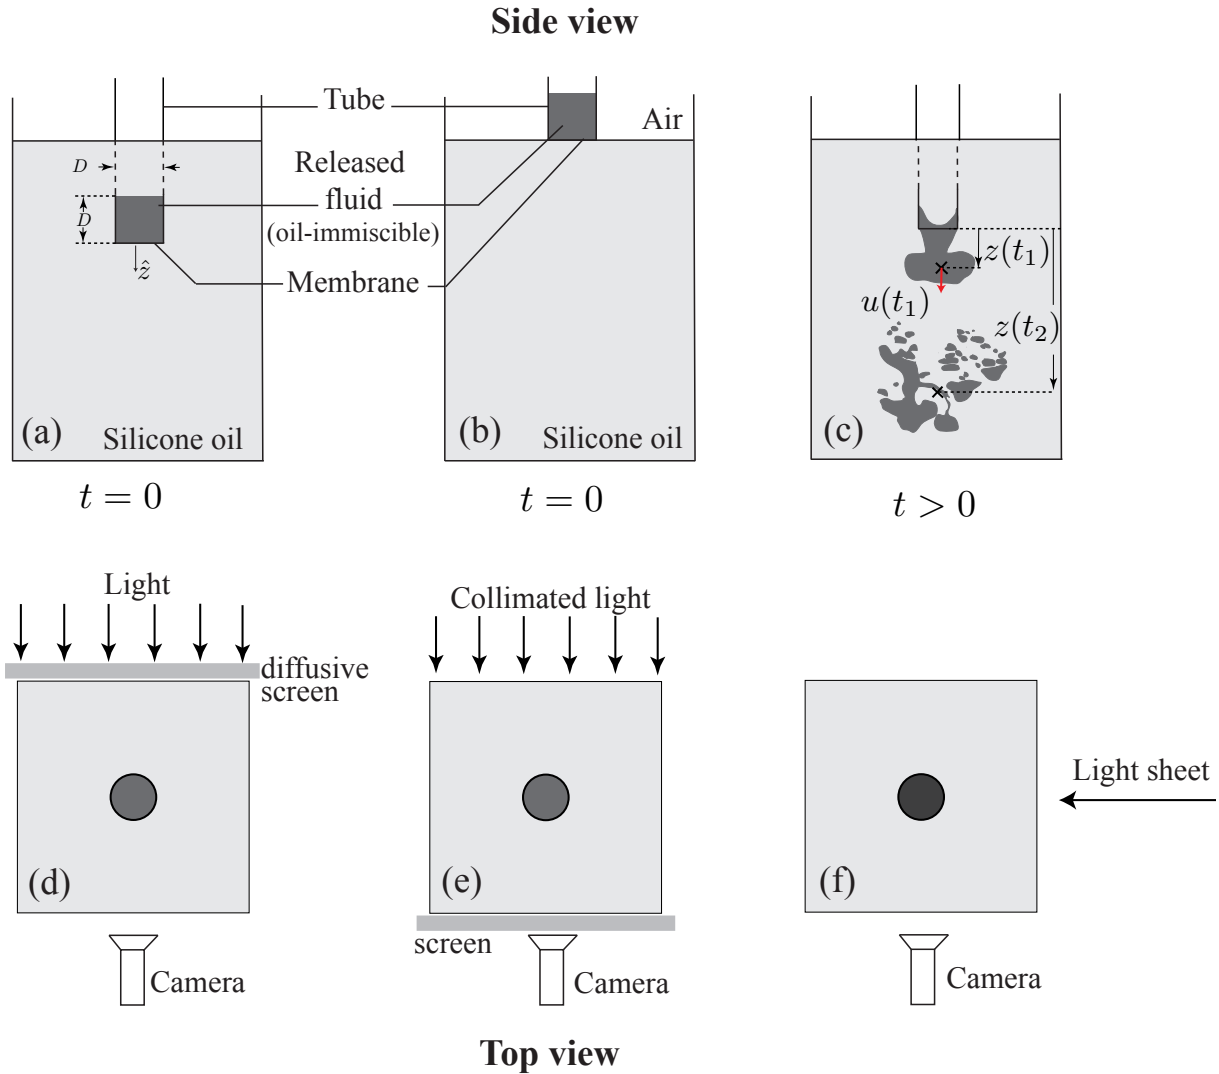 Side view
Tube
Air
D
Released
fluid
(oil-immiscible)
D
ẑ
Membrane
z(t₁)
u(t₁)
z(t₂)
(a)
Silicone oil
(b)
Silicone oil
(c)
t = 0
t = 0
t > 0
Light
diffusive
screen
Collimated light
Light sheet
(d)
(e)
(f)
screen
Camera
Camera
Camera
Top view